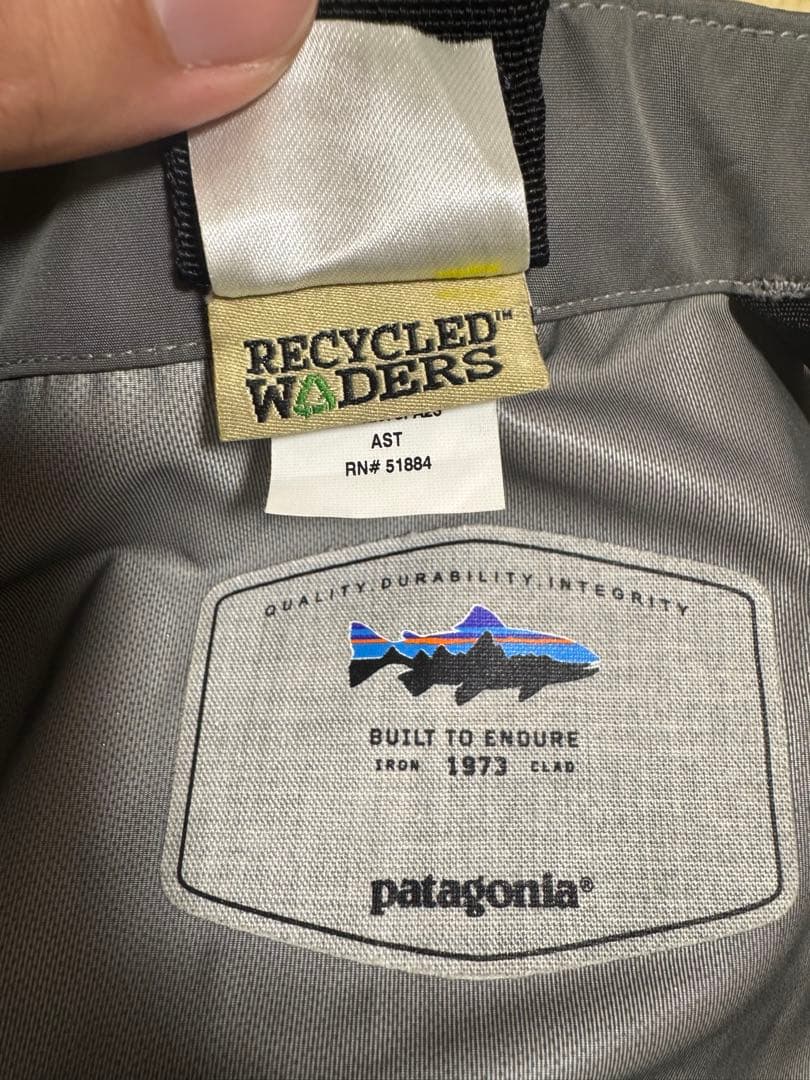 RECYCLED™
WADERS
AST
RN# 51884
QUALITY.DURABILITY.INTEGRITY
BUILT TO ENDURE
IRON 1973 CLAD
patagonia®